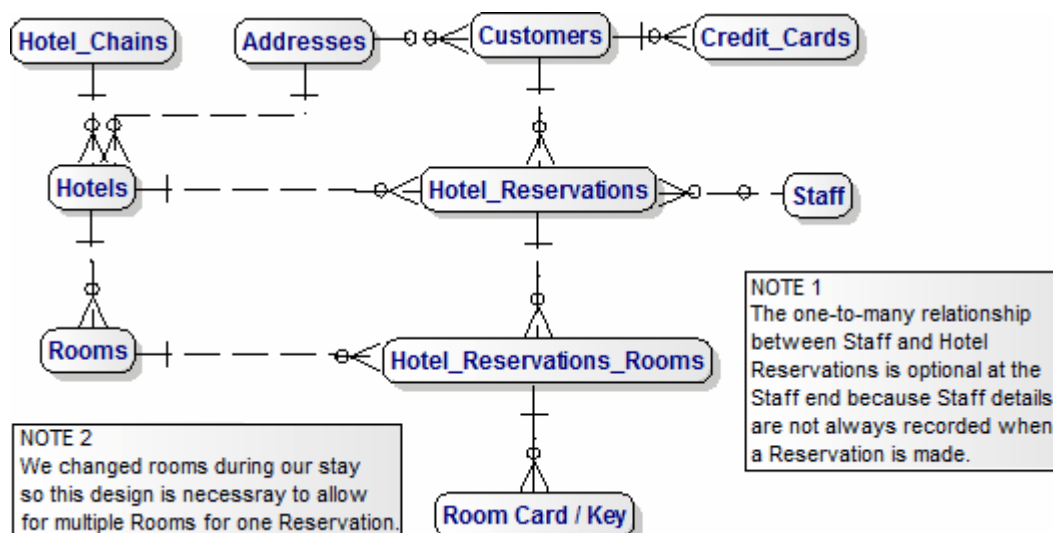 Hotel_Chains
Addresses
Customers
Credit_Cards
Hotels
Hotel_Reservations
Staff
Rooms
Hotel_Reservations_Rooms
NOTE 1
The one-to-many relationship
between Staff and Hotel
Reservations is optional at the
Staff end because Staff details
are not always recorded when
a Reservation is made.
NOTE 2
We changed rooms during our stay
so this design is necessray to allow
for multiple Rooms for one Reservation.
Room Card / Key